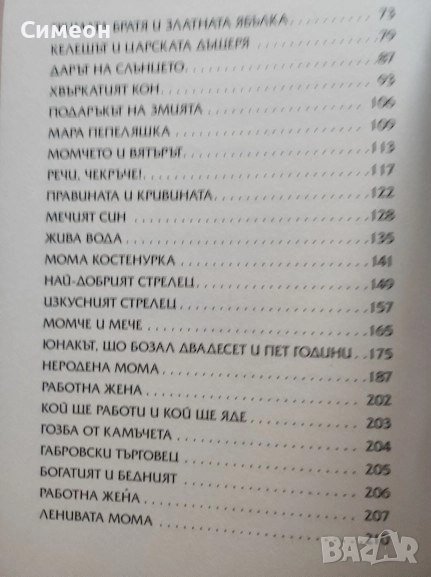 Симеон
БРАТЯ И ЗЛАТНАТА ЯБЪЛКА 73
КЕЛЕШЪТ И ЦАРСКАТА ДЪЩЕРЯ 79
ДАРЪТ НА СЛЪНЦЕТО 87
ХВЪРКАТИЯТ КОН 93
ПОДАРЪКЪТ НА ЗМИЯТА 106
МАРА ПЕПЕЛЯШКА 109
МОМЧЕТО И ВЯТЪРЪТ 113
РЕЧИ, ЧЕКРЪЧЕ! 117
ПРАВИНАТА И КРИВИНАТА 122
МЕЧИЯТ СИН 128
ЖИВА ВОДА 135
МОМА КОСТЕНУРКА 141
НАЙ-ДОБРИЯТ СТРЕЛЕЦ 149
ИЗКУСНИЯТ СТРЕЛЕЦ 157
МОМЧЕ И МЕЧЕ 165
ЮНАКЪТ, ЩО БОЗАЛ ДВАДЕСЕТ И ПЕТ ГОДИНИ 175
НЕРОДЕНА МОМА 187
РАБОТНА ЖЕНА 202
КОЙ ЩЕ РАБОТИ И КОЙ ЩЕ ЯДЕ 203
ГОЗБА ОТ КАМЪЧЕТА 204
ГАБРОВСКИ ТЪРГОВЕЦ 205
БОГАТИЯТ И БЕДНИЯТ 206
РАБОТНА ЖЕНА 207
ЛЕНИВАТА МОМА 210
BAZAR